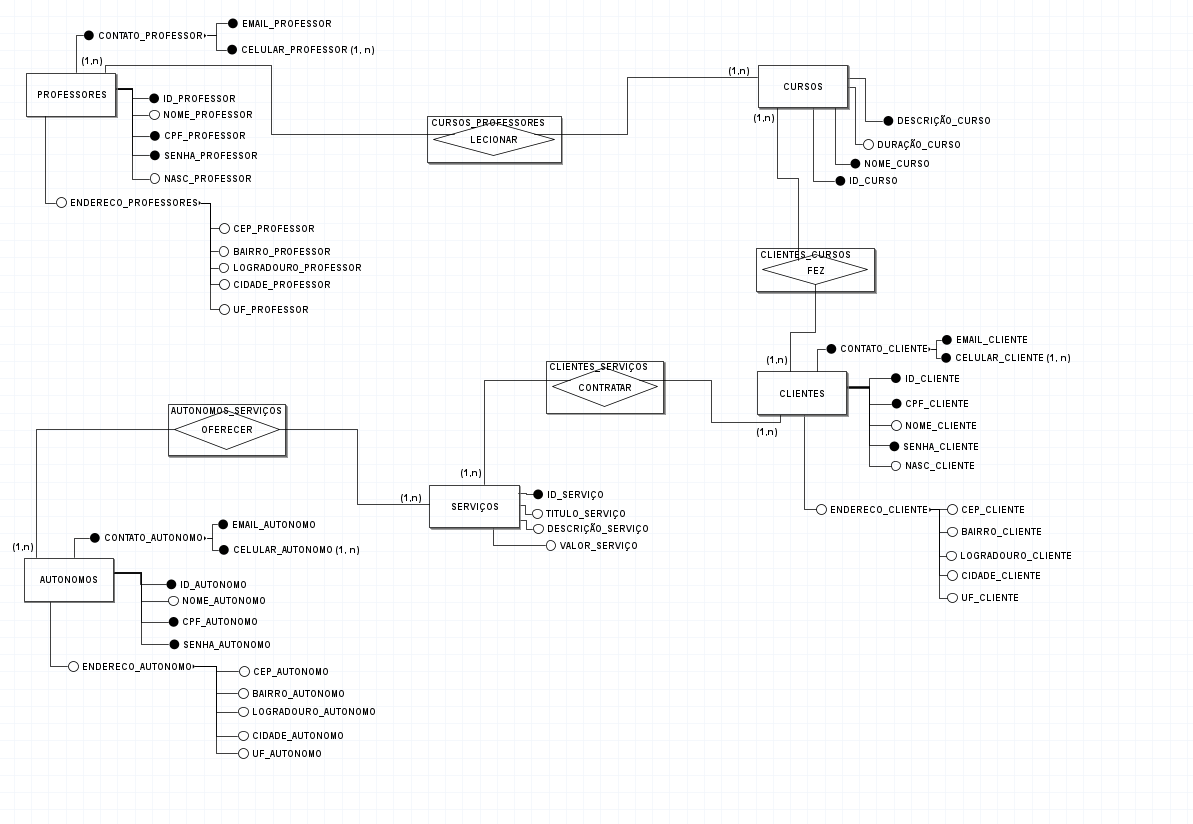 EMAIL_PROFESSOR
CONTATO_PROFESSOR
CELULAR_PROFESSOR (1, n)
(1,n)
PROFESSORES
ID_PROFESSOR
NOME_PROFESSOR
CPF_PROFESSOR
SENHA_PROFESSOR
NASC_PROFESSOR
ENDERECO_PROFESSORES
CEP_PROFESSOR
BAIRRO_PROFESSOR
LOGRADOURO_PROFESSOR
CIDADE_PROFESSOR
UF_PROFESSOR
CURSOS_PROFESSORES
LECIONAR
(1,n)
CURSOS
(1,n)
DESCRIÇÃO_CURSO
DURAÇÃO_CURSO
NOME_CURSO
ID_CURSO
CLIENTES_CURSOS
FEZ
(1,n)
CONTATO_CLIENTE
EMAIL_CLIENTE
CELULAR_CLIENTE (1, n)
CLIENTES
ID_CLIENTE
CPF_CLIENTE
NOME_CLIENTE
SENHA_CLIENTE
NASC_CLIENTE
(1,n)
ENDERECO_CLIENTE
CEP_CLIENTE
BAIRRO_CLIENTE
LOGRADOURO_CLIENTE
CIDADE_CLIENTE
UF_CLIENTE
CLIENTES_SERVIÇOS
CONTRATAR
(1,n)
AUTONOMOS_SERVIÇOS
OFERECER
(1,n)
SERVIÇOS
ID_SERVIÇO
TITULO_SERVIÇO
DESCRIÇÃO_SERVIÇO
VALOR_SERVIÇO
EMAIL_AUTONOMO
CONTATO_AUTONOMO
CELULAR_AUTONOMO (1, n)
(1,n)
AUTONOMOS
ID_AUTONOMO
NOME_AUTONOMO
CPF_AUTONOMO
SENHA_AUTONOMO
ENDERECO_AUTONOMO
CEP_AUTONOMO
BAIRRO_AUTONOMO
LOGRADOURO_AUTONOMO
CIDADE_AUTONOMO
UF_AUTONOMO